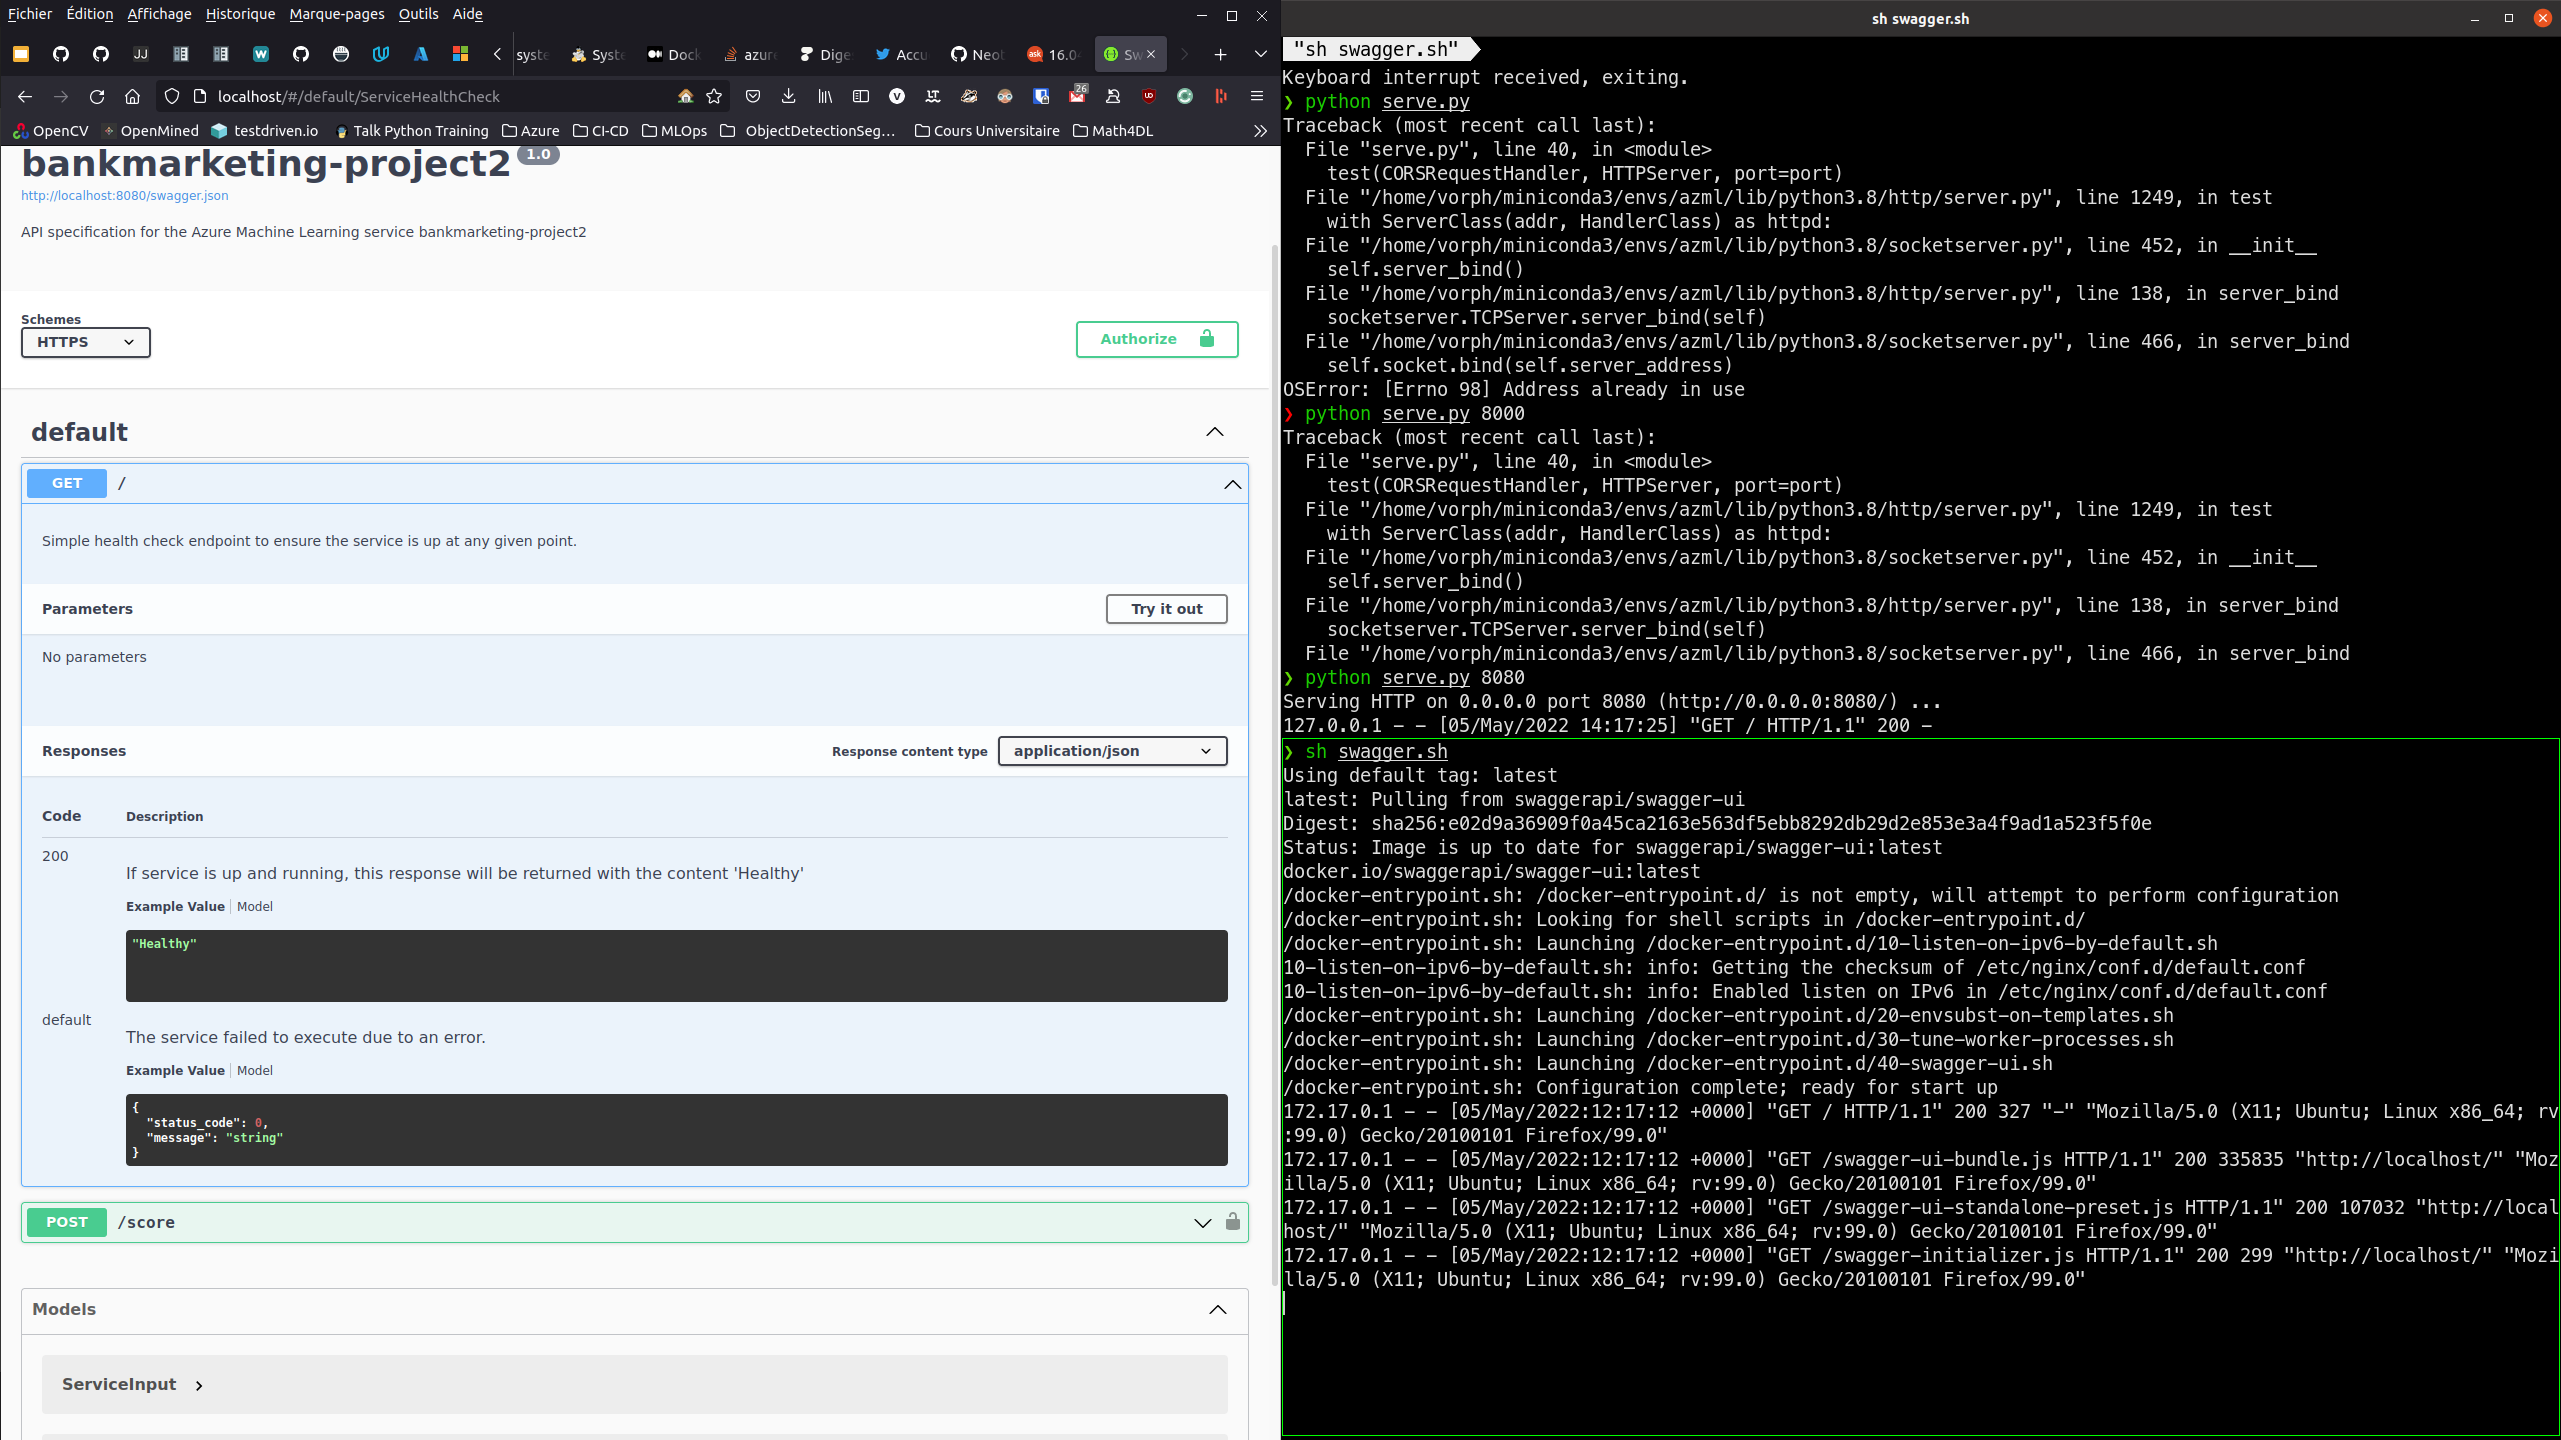 Fichier Édition Affichage Historique Marque-pages Outils Aide
JJ syste Syst Dock azur Dige Accu Neob 16.04 Sw
localhost/#/default/ServiceHealthCheck
26
OpenCV OpenMined testdriven.io Talk Python Training Azure CI-CD MLOps ObjectDetectionSeg… Cours Universitaire Math4DL
bankmarketing-project2 1.0
http://localhost:8080/swagger.json
API specification for the Azure Machine Learning service bankmarketing-project2
Schemes
HTTPS
Authorize
default
GET /
Simple health check endpoint to ensure the service is up at any given point.
Parameters
Try it out
No parameters
Responses
Response content type
application/json
Code Description
200
If service is up and running, this response will be returned with the content 'Healthy'
Example Value Model
"Healthy"
default
The service failed to execute due to an error.
Example Value Model
{
"status_code": 0,
"message": "string"
}
POST /score
Models
ServiceInput
sh swagger.sh
"sh swagger.sh"
Keyboard interrupt received, exiting.
❯ python serve.py
Traceback (most recent call last):
File "serve.py", line 40, in <module>
test(CORSRequestHandler, HTTPServer, port=port)
File "/home/vorph/miniconda3/envs/azml/lib/python3.8/http/server.py", line 1249, in test
with ServerClass(addr, HandlerClass) as httpd:
File "/home/vorph/miniconda3/envs/azml/lib/python3.8/socketserver.py", line 452, in __init__
self.server_bind()
File "/home/vorph/miniconda3/envs/azml/lib/python3.8/http/server.py", line 138, in server_bind
socketserver.TCPServer.server_bind(self)
File "/home/vorph/miniconda3/envs/azml/lib/python3.8/socketserver.py", line 466, in server_bind
self.socket.bind(self.server_address)
OSError: [Errno 98] Address already in use
❯ python serve.py 8000
Traceback (most recent call last):
File "serve.py", line 40, in <module>
test(CORSRequestHandler, HTTPServer, port=port)
File "/home/vorph/miniconda3/envs/azml/lib/python3.8/http/server.py", line 1249, in test
with ServerClass(addr, HandlerClass) as httpd:
File "/home/vorph/miniconda3/envs/azml/lib/python3.8/socketserver.py", line 452, in __init__
self.server_bind()
File "/home/vorph/miniconda3/envs/azml/lib/python3.8/http/server.py", line 138, in server_bind
socketserver.TCPServer.server_bind(self)
File "/home/vorph/miniconda3/envs/azml/lib/python3.8/socketserver.py", line 466, in server_bind
❯ python serve.py 8080
Serving HTTP on 0.0.0.0 port 8080 (http://0.0.0.0:8080/) ...
127.0.0.1 - - [05/May/2022 14:17:25] "GET / HTTP/1.1" 200 -
❯ sh swagger.sh
Using default tag: latest
latest: Pulling from swaggerapi/swagger-ui
Digest: sha256:e02d9a36909f0a45ca2163e563df5ebb8292db29d2e853e3a4f9ad1a523f5f0e
Status: Image is up to date for swaggerapi/swagger-ui:latest
docker.io/swaggerapi/swagger-ui:latest
/docker-entrypoint.sh: /docker-entrypoint.d/ is not empty, will attempt to perform configuration
/docker-entrypoint.sh: Looking for shell scripts in /docker-entrypoint.d/
/docker-entrypoint.sh: Launching /docker-entrypoint.d/10-listen-on-ipv6-by-default.sh
10-listen-on-ipv6-by-default.sh: info: Getting the checksum of /etc/nginx/conf.d/default.conf
10-listen-on-ipv6-by-default.sh: info: Enabled listen on IPv6 in /etc/nginx/conf.d/default.conf
/docker-entrypoint.sh: Launching /docker-entrypoint.d/20-envsubst-on-templates.sh
/docker-entrypoint.sh: Launching /docker-entrypoint.d/30-tune-worker-processes.sh
/docker-entrypoint.sh: Launching /docker-entrypoint.d/40-swagger-ui.sh
/docker-entrypoint.sh: Configuration complete; ready for start up
172.17.0.1 - - [05/May/2022:12:17:12 +0000] "GET / HTTP/1.1" 200 327 "-" "Mozilla/5.0 (X11; Ubuntu; Linux x86_64; rv
:99.0) Gecko/20100101 Firefox/99.0"
172.17.0.1 - - [05/May/2022:12:17:12 +0000] "GET /swagger-ui-bundle.js HTTP/1.1" 200 335835 "http://localhost/" "Moz
illa/5.0 (X11; Ubuntu; Linux x86_64; rv:99.0) Gecko/20100101 Firefox/99.0"
172.17.0.1 - - [05/May/2022:12:17:12 +0000] "GET /swagger-ui-standalone-preset.js HTTP/1.1" 200 107032 "http://local
host/" "Mozilla/5.0 (X11; Ubuntu; Linux x86_64; rv:99.0) Gecko/20100101 Firefox/99.0"
172.17.0.1 - - [05/May/2022:12:17:12 +0000] "GET /swagger-initializer.js HTTP/1.1" 200 299 "http://localhost/" "Mozi
lla/5.0 (X11; Ubuntu; Linux x86_64; rv:99.0) Gecko/20100101 Firefox/99.0"